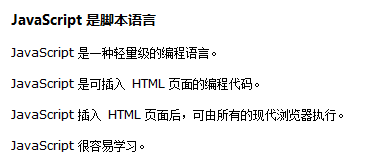 JavaScript 是脚本语言
JavaScript 是一种轻量级的编程语言。
JavaScript 是可插入 HTML 页面的编程代码。
JavaScript 插入 HTML 页面后，可由所有的现代浏览器执行。
JavaScript 很容易学习。